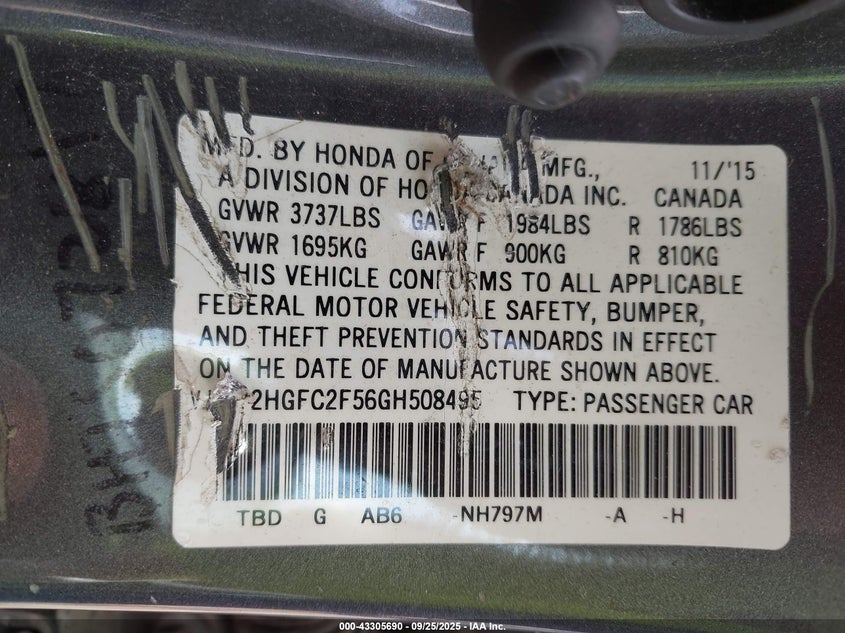 MFD. BY HONDA OF CANADA MFG., 11/'15
A DIVISION OF HONDA CANADA INC. CANADA
GVWR 3737LBS GAWR F 1984LBS R 1786LBS
GVWR 1695KG GAWR F 900KG R 810KG
THIS VEHICLE CONFORMS TO ALL APPLICABLE
FEDERAL MOTOR VEHICLE SAFETY, BUMPER,
AND THEFT PREVENTION STANDARDS IN EFFECT
ON THE DATE OF MANUFACTURE SHOWN ABOVE.
2HGFC2F56GH508495 TYPE: PASSENGER CAR
TBD G AB6 -NH797M -A -H
000-43305690 - 09/25/2025 - IAA Inc.